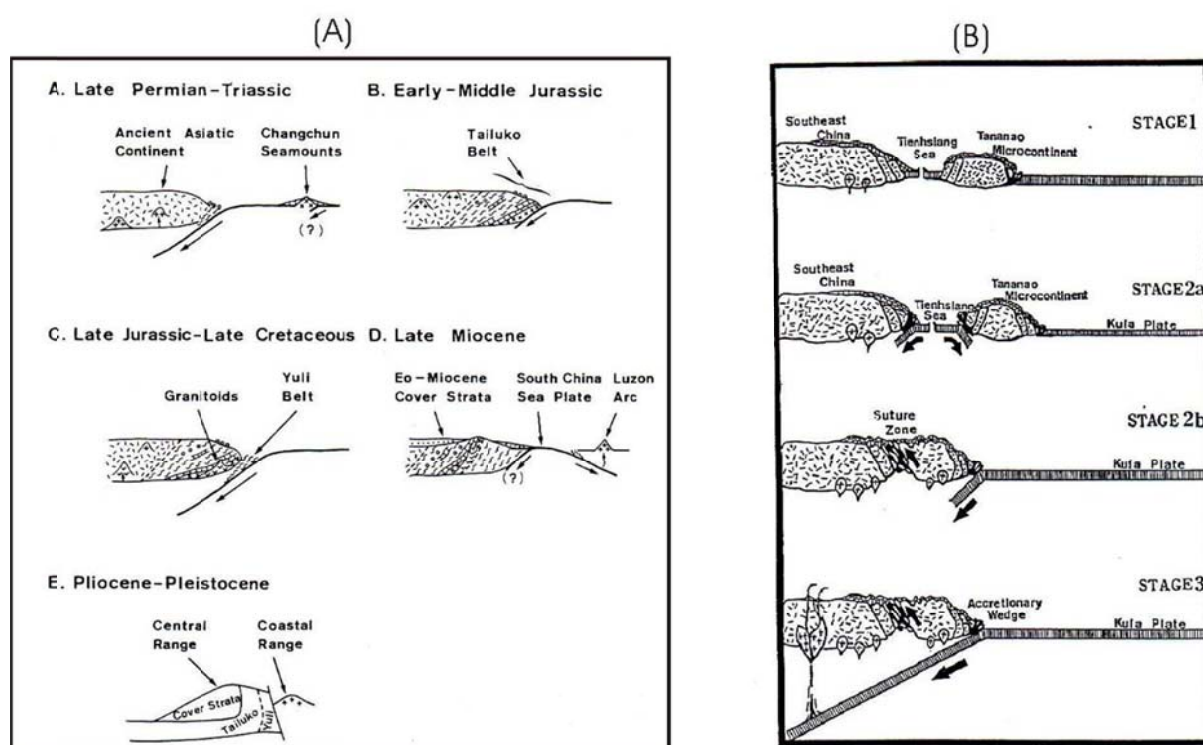 (A)
A. Late Permian-Triassic
Ancient Asiatic
Continent
Changchun
Seamounts
(?)
B. Early-Middle Jurassic
Tailuko
Belt
C. Late Jurassic-Late Cretaceous
Granitoids
Yuli
Belt
D. Late Miocene
Eo-Miocene
Cover Strata
South China
Sea Plate
Luzon
Arc
(?)
E. Pliocene-Pleistocene
Central
Range
Coastal
Range
Cover Strata
Tailuko
Yuli
(B)
STAGE1
Southeast
China
Tienhsiang
Sea
Tananao
Microcontinent
STAGE2a
Southeast
China
Tienhsiang
Sea
Tananao
Microcontinent
Kula Plate
STAGE 2b
Suture
Zone
Kula Plate
STAGE3
Accretionary
Wedge
Kula Plate